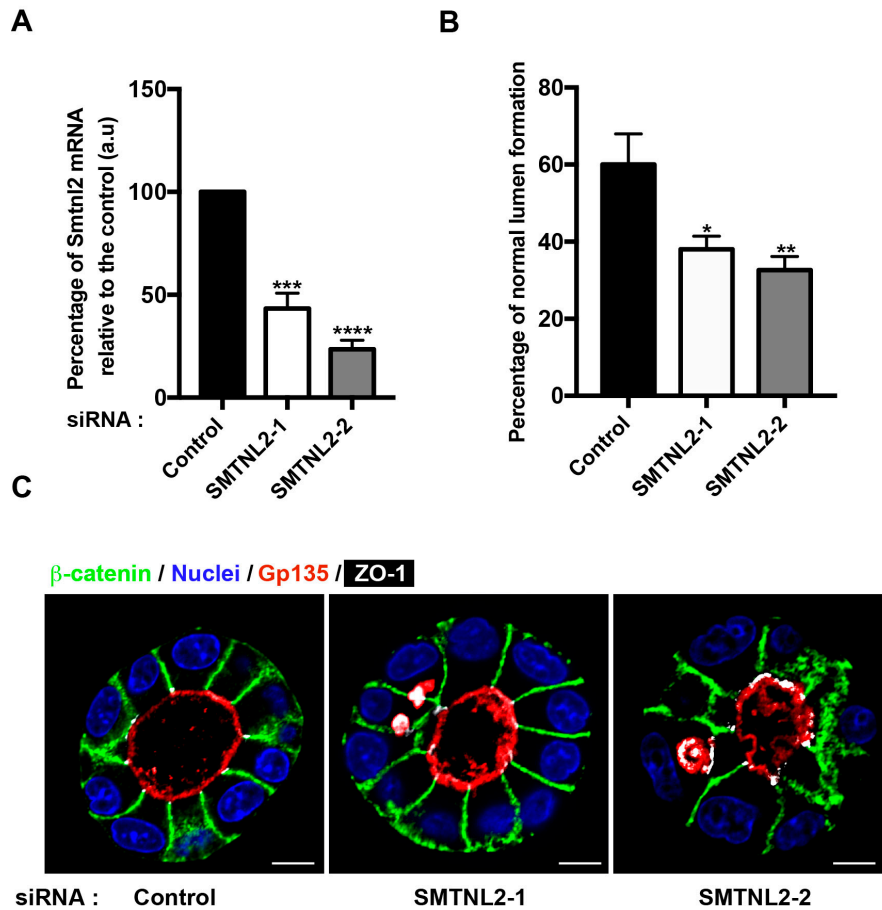 A
Percentage of Smtnl2 mRNA
relative to the control (a.u)
150
100
50
0
siRNA :
Control
SMTNL2-1
SMTNL2-2
***
****
B
Percentage of normal lumen formation
80
60
40
20
0
Control
SMTNL2-1
SMTNL2-2
*
**
C
β-catenin / Nuclei / Gp135 / ZO-1
siRNA : Control SMTNL2-1 SMTNL2-2